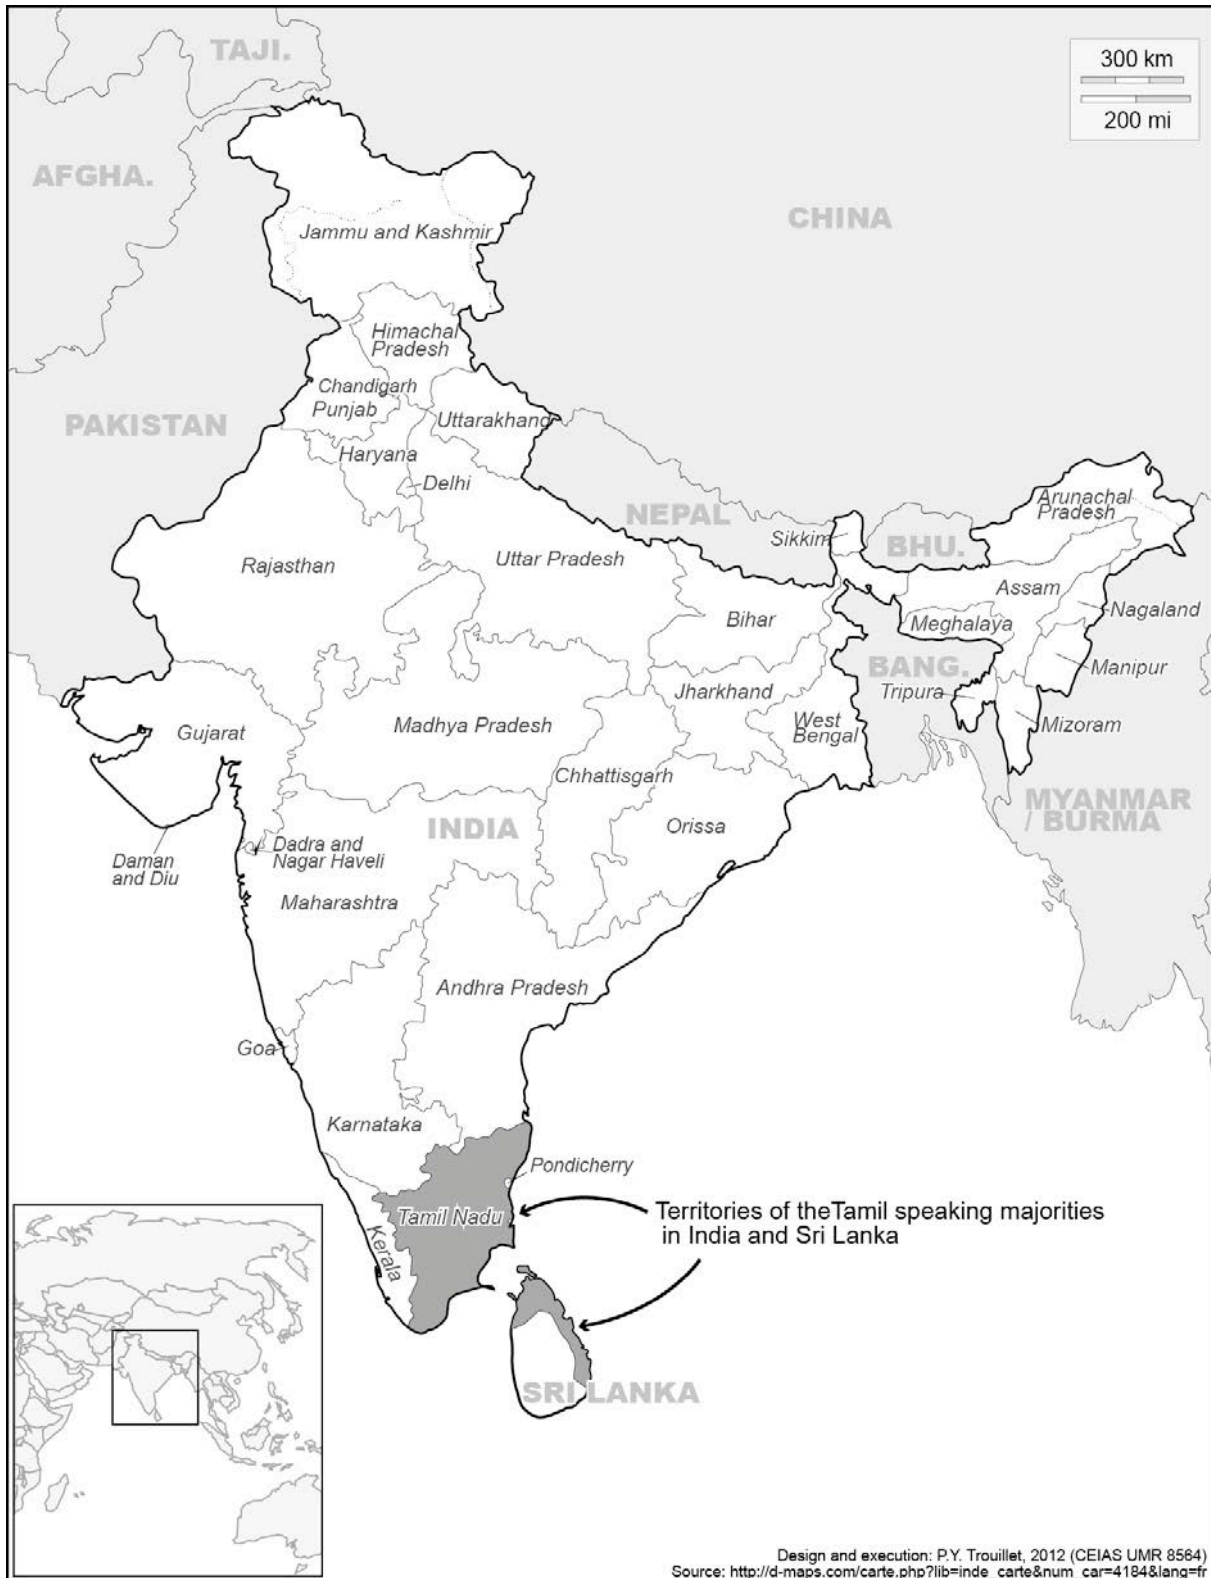 TAJI.
300 km
200 mi
AFGHA.
CHINA
Jammu and Kashmir
Himachal
Pradesh
Chandigarh
Punjab
PAKISTAN
Uttarakhand
Haryana
Delhi
NEPAL
Arunachal
Pradesh
Sikkim
BHU.
Rajasthan
Uttar Pradesh
Assam
Nagaland
Bihar
Meghalaya
BANG.
Manipur
Jharkhand
Tripura
Madhya Pradesh
West
Bengal
Mizoram
Gujarat
Chhattisgarh
MYANMAR
/ BURMA
INDIA
Orissa
Daman
and Diu
Dadra and
Nagar Haveli
Maharashtra
Andhra Pradesh
Goa
Karnataka
Pondicherry
Tamil Nadu
Territories of theTamil speaking majorities
in India and Sri Lanka
Kerala
SRI LANKA
Design and execution: P.Y. Trouillet, 2012 (CEIAS UMR 8564)
Source: http://d-maps.com/carte.php?lib=inde_carte&num_car=4184&lang=fr